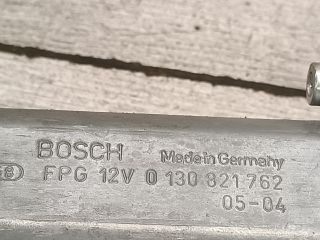 BOSCH Made in Germany
FPG 12V 0 130 821 762
05-04